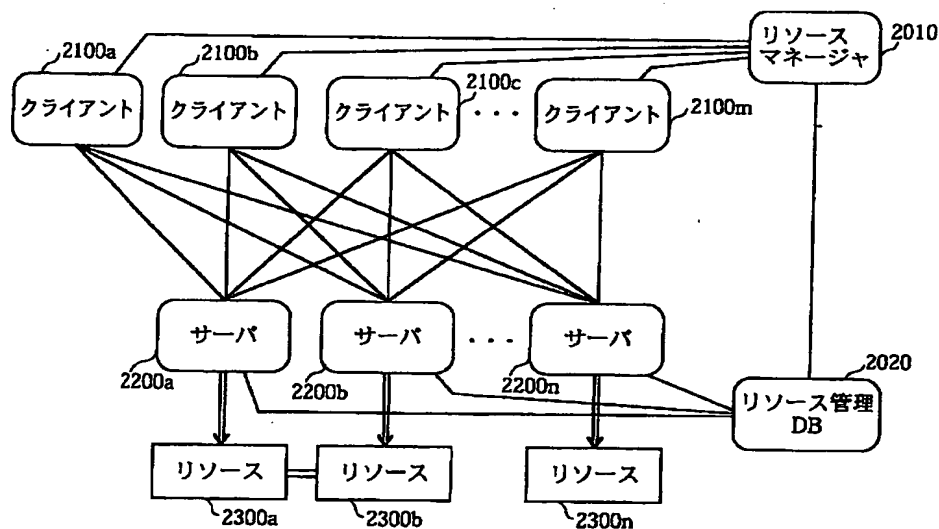 2100a
2100b
2100c
2100m
リソース
マネージャ
2010
クライアント
クライアント
クライアント
・・・
クライアント
サーバ
サーバ
・・・
サーバ
2200a
2200b
2200n
2020
リソース管理
DB
リソース
リソース
リソース
2300a
2300b
2300n